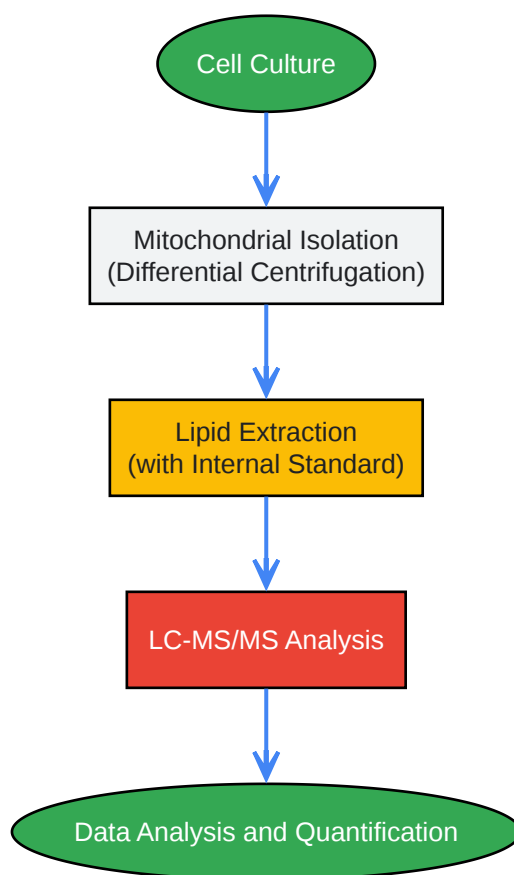 Cell Culture
Mitochondrial Isolation
(Differential Centrifugation)
Lipid Extraction
(with Internal Standard)
LC-MS/MS Analysis
Data Analysis and Quantification